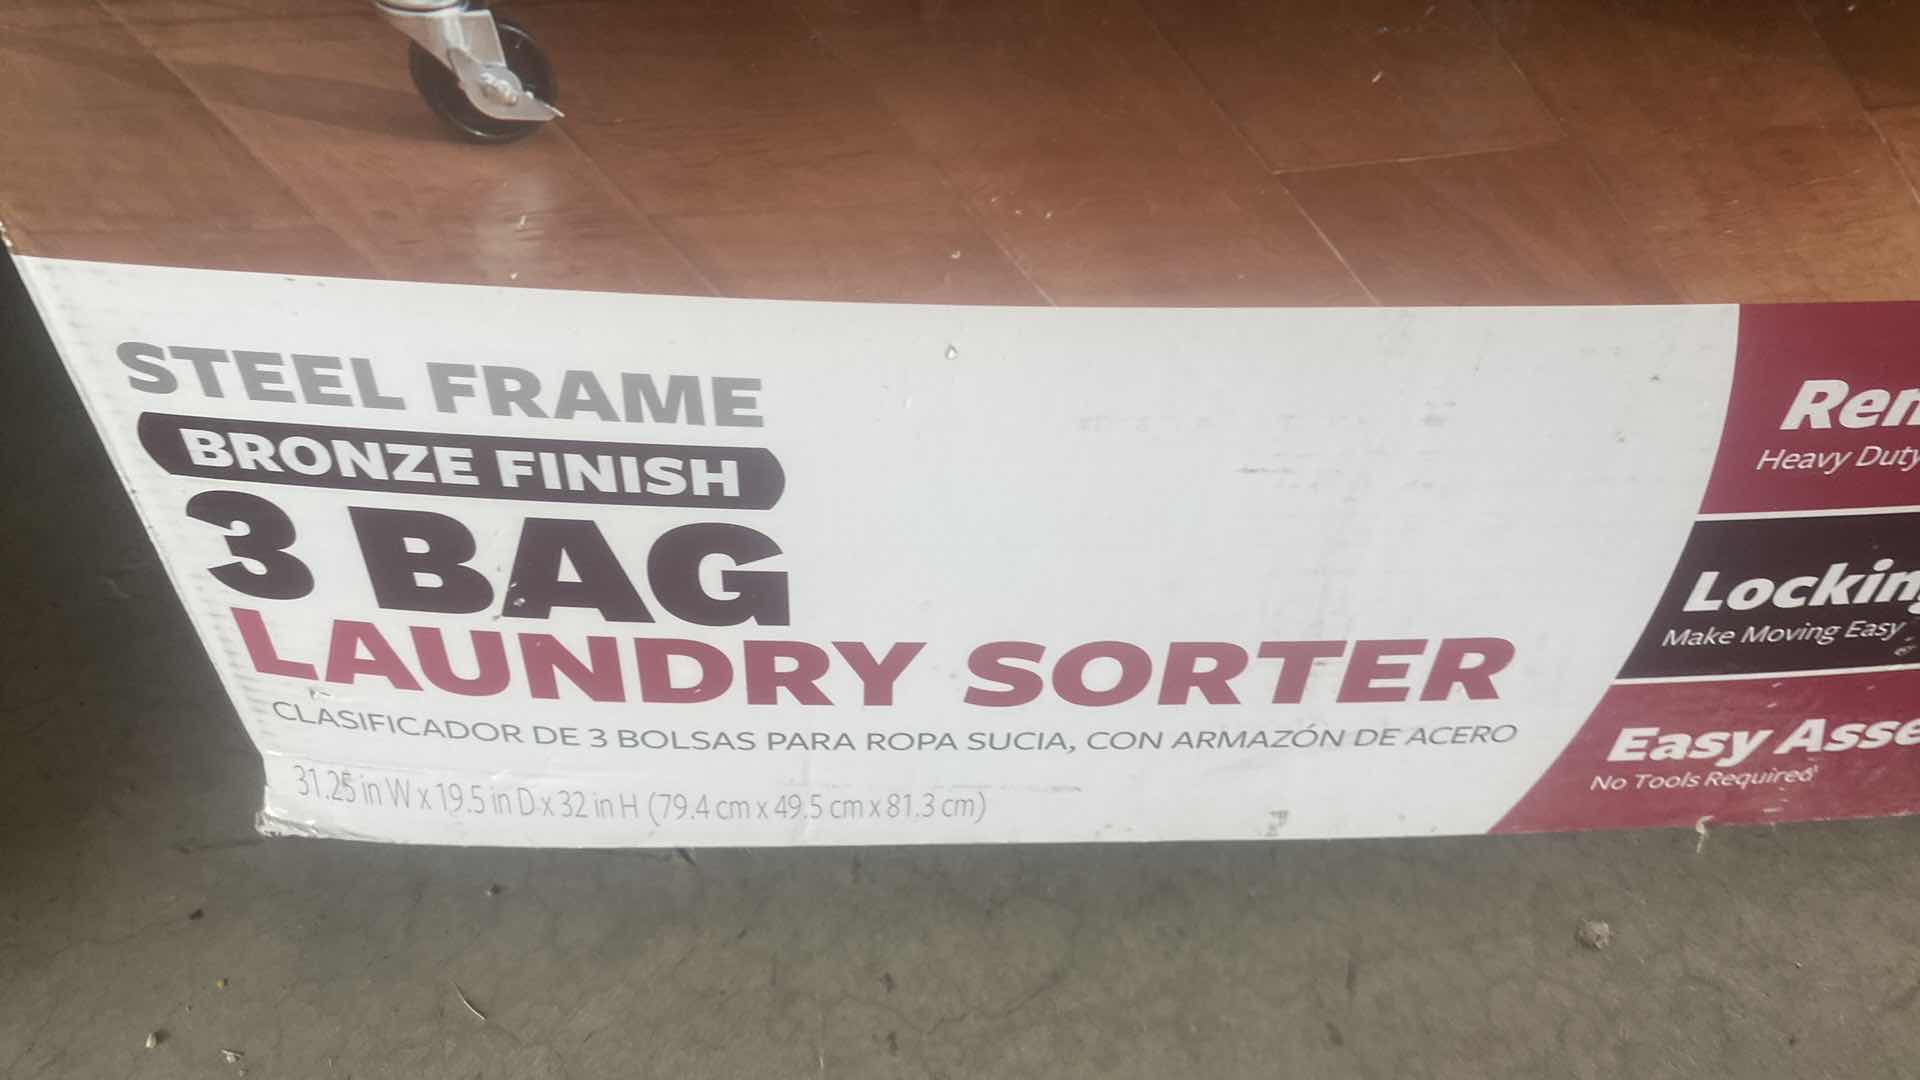 STEEL FRAME
BRONZE FINISH
3 BAG
LAUNDRY SORTER
CLASIFICADOR DE 3 BOLSAS PARA ROPA SUCIA, CON ARMAZÓN DE ACERO
31.25 in W x 19.5 in D x 32 in H (79.4 cm x 49.5 cm x 81.3 cm)
Heavy Duty
Make Moving Easy
Easy
No Tools Required